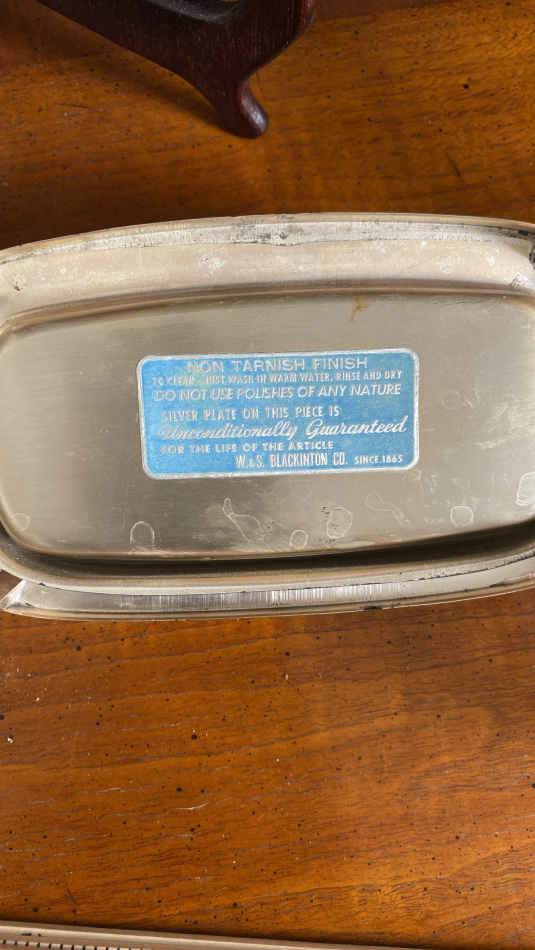 NON TARNISH FINISH
TO CLEAN - JUST WASH IN WARM WATER, RINSE AND DRY
DO NOT USE POLISHES OF ANY NATURE
SILVER PLATE ON THIS PIECE IS
Unconditionally Guaranteed
FOR THE LIFE OF THE ARTICLE
W. & S. BLACKINTON CO. SINCE 1865